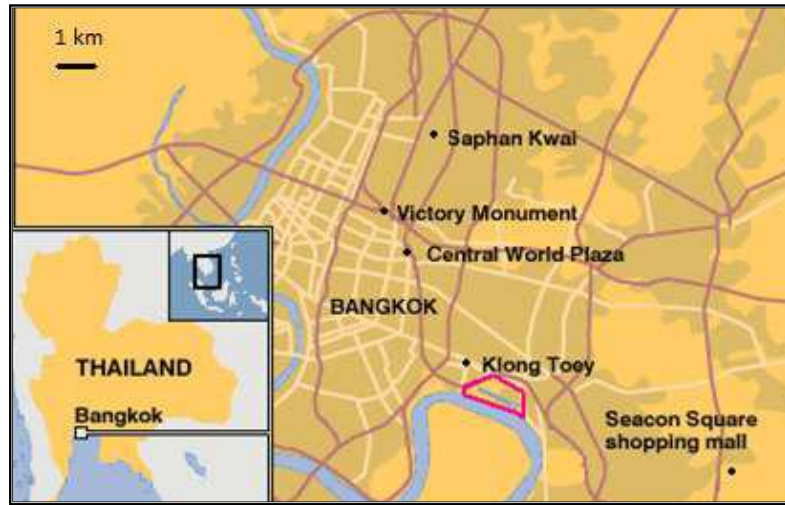 1 km
Saphan Kwai
Victory Monument
Central World Plaza
BANGKOK
THAILAND
Klong Toey
Bangkok
Seacon Square
shopping mall